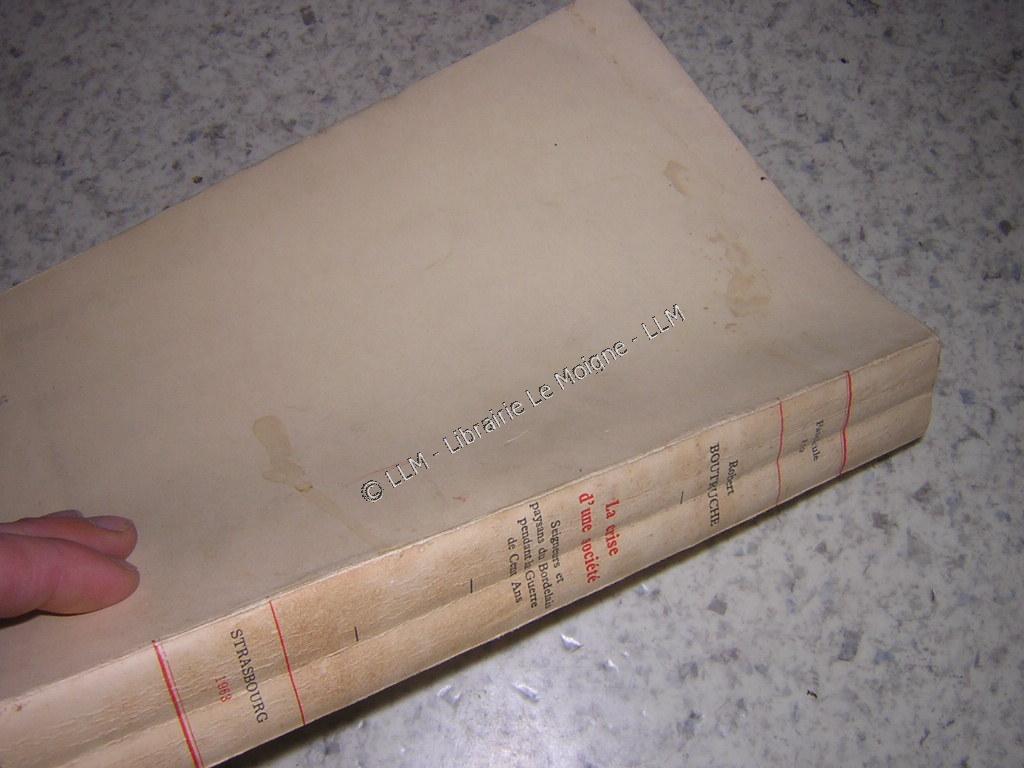 Fascicule
Robert
BOUTRUCHE
La crise
d'une société
Seigneurs et
paysans du Bordelais
pendant la Guerre
de Cent Ans
STRASBOURG
1963
© LLM - Librairie Le Moigne - LLM